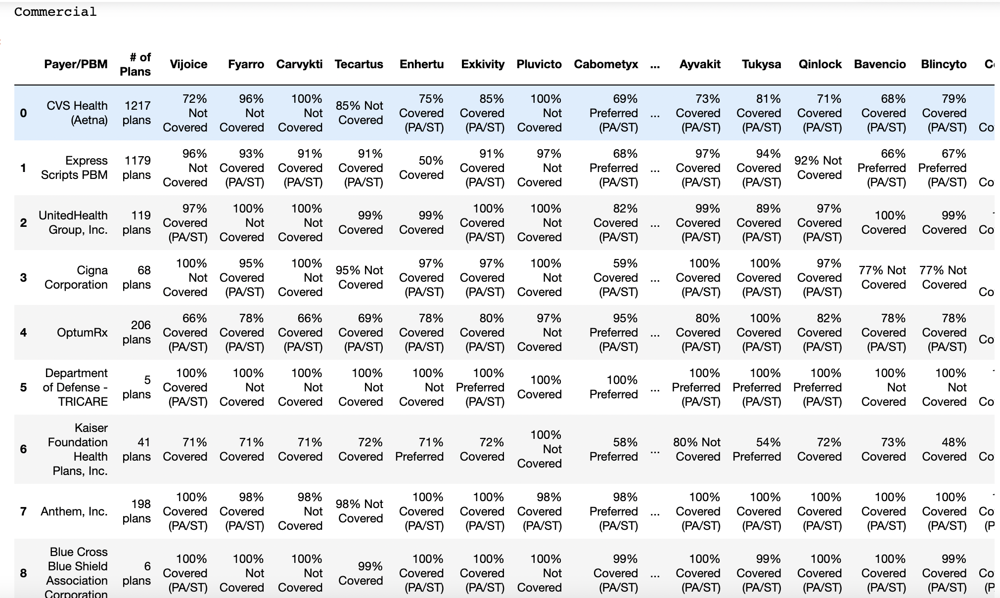 Commercial
Payer/PBM # of Plans Vijoice Fyarro Carvykti Tecartus Enhertu Exkivity Pluvicto Cabometyx ... Ayvakit Tukysa Qinlock Bavencio Blincyto
0 CVS Health (Aetna) 1217 plans 72% Not Covered 96% Not Covered 100% Not Covered 85% Not Covered 75% Covered (PA/ST) 85% Covered (PA/ST) 100% Not Covered 69% Preferred (PA/ST) ... 73% Covered (PA/ST) 81% Covered (PA/ST) 71% Covered (PA/ST) 68% Covered (PA/ST) 79% Covered (PA/ST)
1 Express Scripts PBM 1179 plans 96% Not Covered 93% Covered (PA/ST) 91% Covered (PA/ST) 91% Covered (PA/ST) 50% Covered 91% Covered (PA/ST) 97% Not Covered 68% Preferred (PA/ST) ... 97% Covered (PA/ST) 94% Covered (PA/ST) 92% Not Covered 66% Preferred (PA/ST) 67% Preferred (PA/ST)
2 UnitedHealth Group, Inc. 119 plans 97% Covered (PA/ST) 100% Not Covered 100% Not Covered 99% Covered 99% Covered 100% Covered (PA/ST) 100% Not Covered 82% Covered (PA/ST) ... 99% Covered (PA/ST) 89% Covered (PA/ST) 97% Covered (PA/ST) 100% Covered 99% Covered
3 Cigna Corporation 68 plans 100% Not Covered 95% Covered (PA/ST) 100% Not Covered 95% Not Covered 97% Covered (PA/ST) 97% Covered (PA/ST) 100% Not Covered 59% Covered (PA/ST) ... 100% Covered (PA/ST) 100% Covered (PA/ST) 97% Covered (PA/ST) 77% Not Covered 77% Not Covered
4 OptumRx 206 plans 66% Covered (PA/ST) 78% Covered (PA/ST) 66% Covered (PA/ST) 69% Covered (PA/ST) 78% Covered (PA/ST) 80% Covered (PA/ST) 97% Not Covered 95% Preferred (PA/ST) ... 80% Covered (PA/ST) 100% Covered (PA/ST) 82% Covered (PA/ST) 78% Covered (PA/ST) 78% Covered (PA/ST)
5 Department of Defense - TRICARE 5 plans 100% Covered (PA/ST) 100% Not Covered 100% Not Covered 100% Not Covered 100% Not Covered 100% Preferred (PA/ST) 100% Covered 100% Preferred ... 100% Preferred (PA/ST) 100% Preferred (PA/ST) 100% Preferred (PA/ST) 100% Not Covered 100% Not Covered
6 Kaiser Foundation Health Plans, Inc. 41 plans 71% Covered 71% Covered 71% Covered 72% Covered 71% Preferred 72% Covered 100% Not Covered 58% Preferred ... 80% Not Covered 54% Preferred 72% Covered 73% Covered 48% Covered
7 Anthem, Inc. 198 plans 100% Covered (PA/ST) 98% Covered (PA/ST) 98% Not Covered 98% Not Covered 100% Covered (PA/ST) 100% Covered (PA/ST) 98% Covered (PA/ST) 98% Preferred (PA/ST) ... 100% Covered (PA/ST) 100% Covered (PA/ST) 100% Covered (PA/ST) 100% Covered (PA/ST) 100% Covered (PA/ST)
8 Blue Cross Blue Shield Association Corporation 6 plans 100% Covered (PA/ST) 100% Not Covered 100% Not Covered 99% Covered 100% Covered (PA/ST) 100% Covered (PA/ST) 100% Not Covered 99% Covered (PA/ST) ... 100% Covered (PA/ST) 99% Covered (PA/ST) 100% Covered (PA/ST) 100% Covered (PA/ST) 99% Covered (PA/ST)